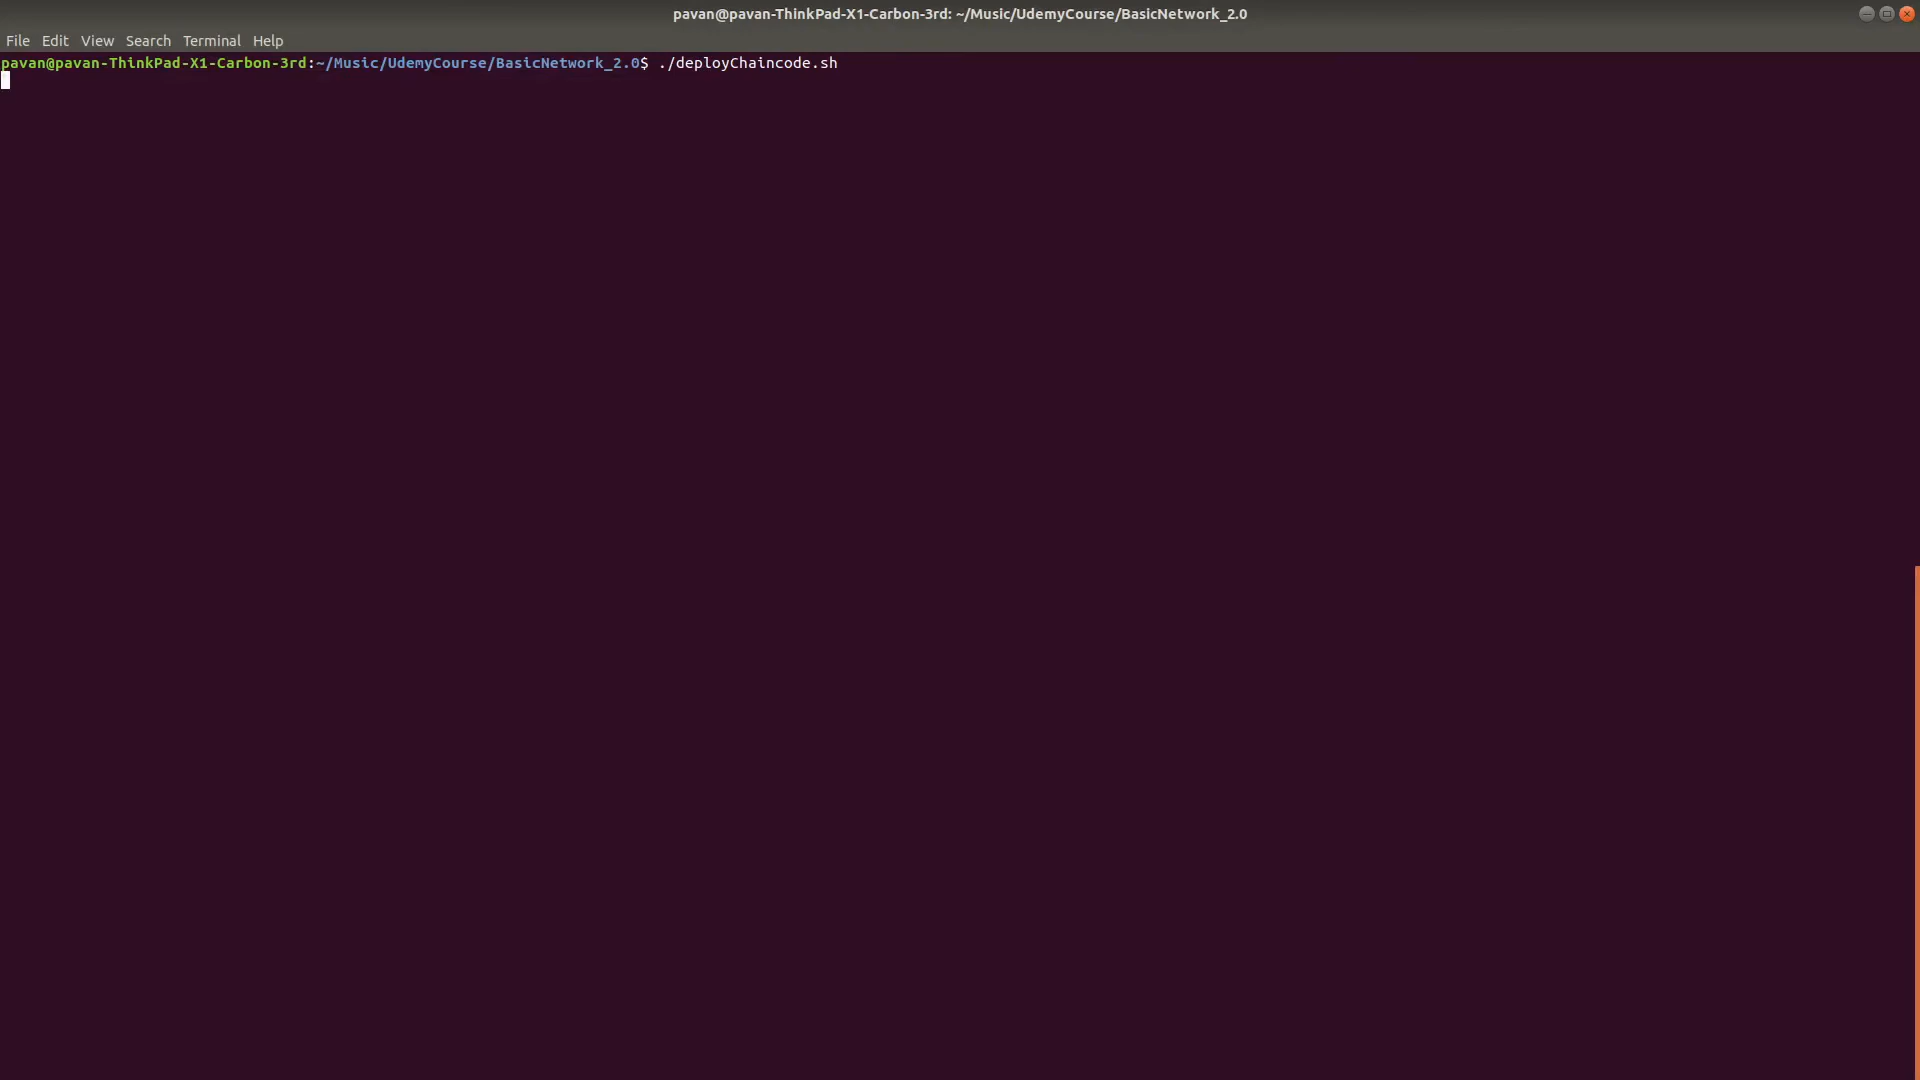 pavan@pavan-ThinkPad-X1-Carbon-3rd: ~/Music/UdemyCourse/BasicNetwork_2.0
File Edit View Search Terminal Help
pavan@pavan-ThinkPad-X1-Carbon-3rd:~/Music/UdemyCourse/BasicNetwork_2.0$ ./deployChaincode.sh